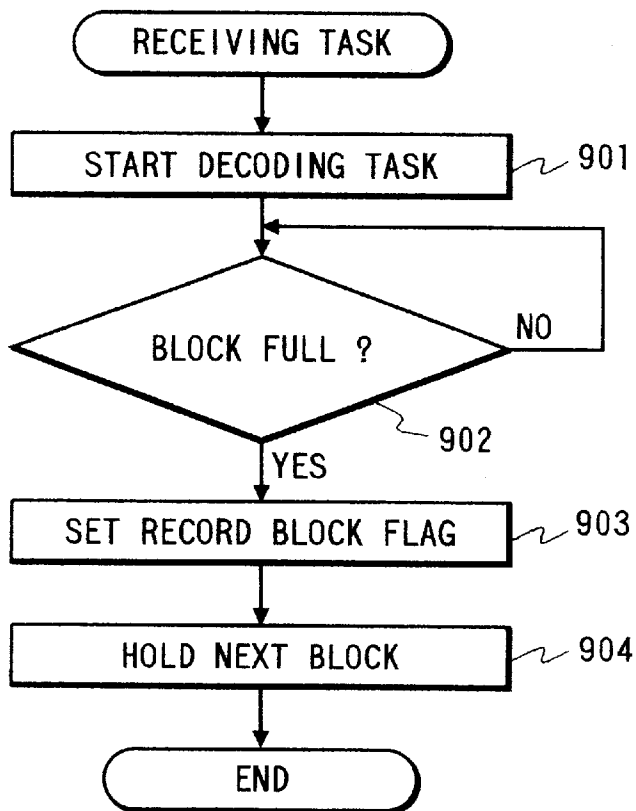 RECEIVING TASK
START DECODING TASK
901
BLOCK FULL ?
NO
902
YES
SET RECORD BLOCK FLAG
903
HOLD NEXT BLOCK
904
END